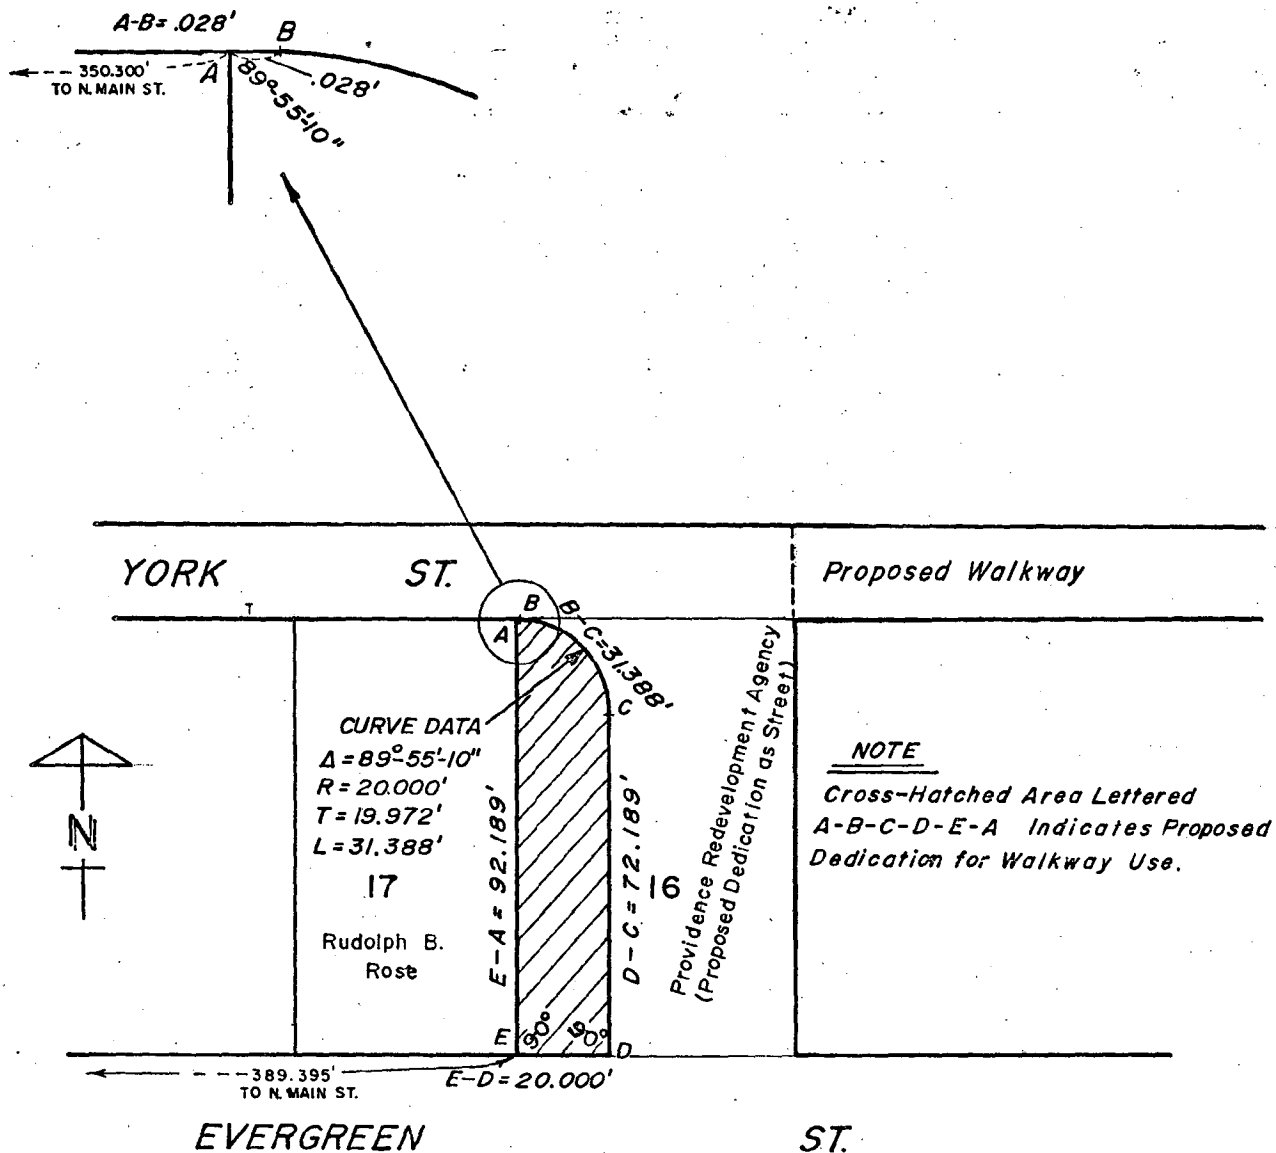 A-B=.028'
B
350.300'
TO N. MAIN ST.
A
.028'
89°-55'-10"
YORK ST.
Proposed Walkway
T
B
A
B-C=31.388'
C
CURVE DATA
Δ=89°-55'-10"
R=20.000'
T=19.972'
L=31.388'
17
Rudolph B.
Rose
E-A=92.189'
D-C=72.189'
16
Providence Redevelopment Agency
(Proposed Dedication as Street)
NOTE
Cross-Hatched Area Lettered
A-B-C-D-E-A Indicates Proposed
Dedication for Walkway Use.
N
E
90°
90°
D
389.395'
TO N. MAIN ST.
E-D=20.000'
EVERGREEN ST.